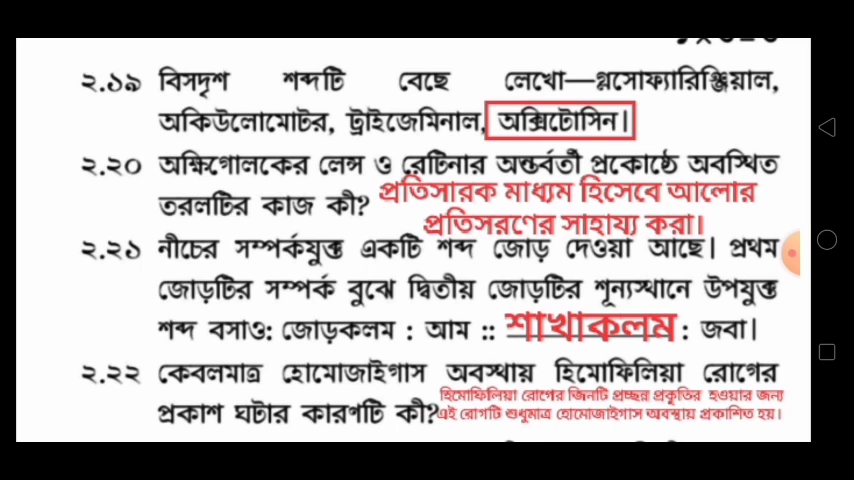 ২.১৯ বিসদৃশ শব্দটি বেছে লেখো—গ্লসোফ্যারিঞ্জিয়াল,
অকিউলোমোটর, ট্রাইজেমিনাল, অক্সিটোসিন।
২.২০ অক্ষিগোলকের লেন্স ও রেটিনার অন্তর্বর্তী প্রকোষ্ঠে অবস্থিত
তরলটির কাজ কী? প্রতিসারক মাধ্যম হিসেবে আলোর
প্রতিসরণের সাহায্য করা।
২.২১ নীচের সম্পর্কযুক্ত একটি শব্দ জোড় দেওয়া আছে। প্রথম
জোড়টির সম্পর্ক বুঝে দ্বিতীয় জোড়টির শূন্যস্থানে উপযুক্ত
শব্দ বসাও: জোড়কলম : আম :: শাখাকলম : জবা।
২.২২ কেবলমাত্র হোমোজাইগাস অবস্থায় হিমোফিলিয়া রোগের
হিমোফিলিয়া রোগের জিনটি প্রচ্ছন্ন প্রকৃতির হওয়ার জন্য
প্রকাশ ঘটার কারণটি কী? এই রোগটি শুধুমাত্র হোমোজাইগাস অবস্থায় প্রকাশিত হয়।